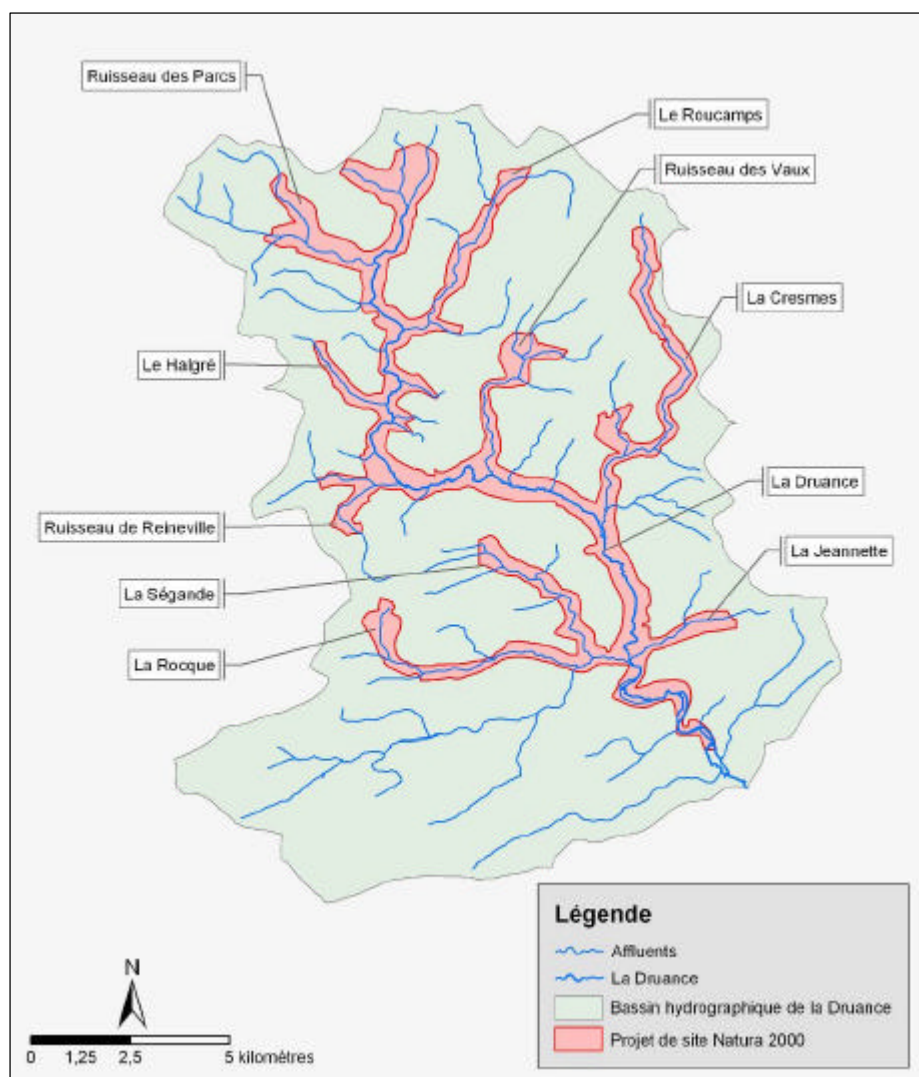 Ruisseau des Parcs
Le Roucamps
Ruisseau des Vaux
La Cresmes
Le Halgré
La Druance
Ruisseau de Reineville
La Jeannette
La Ségande
La Rocque
Légende
Affluents
La Druance
Bassin hydrographique de la Druance
Projet de site Natura 2000
N
0 1,25 2,5 5 kilomètres